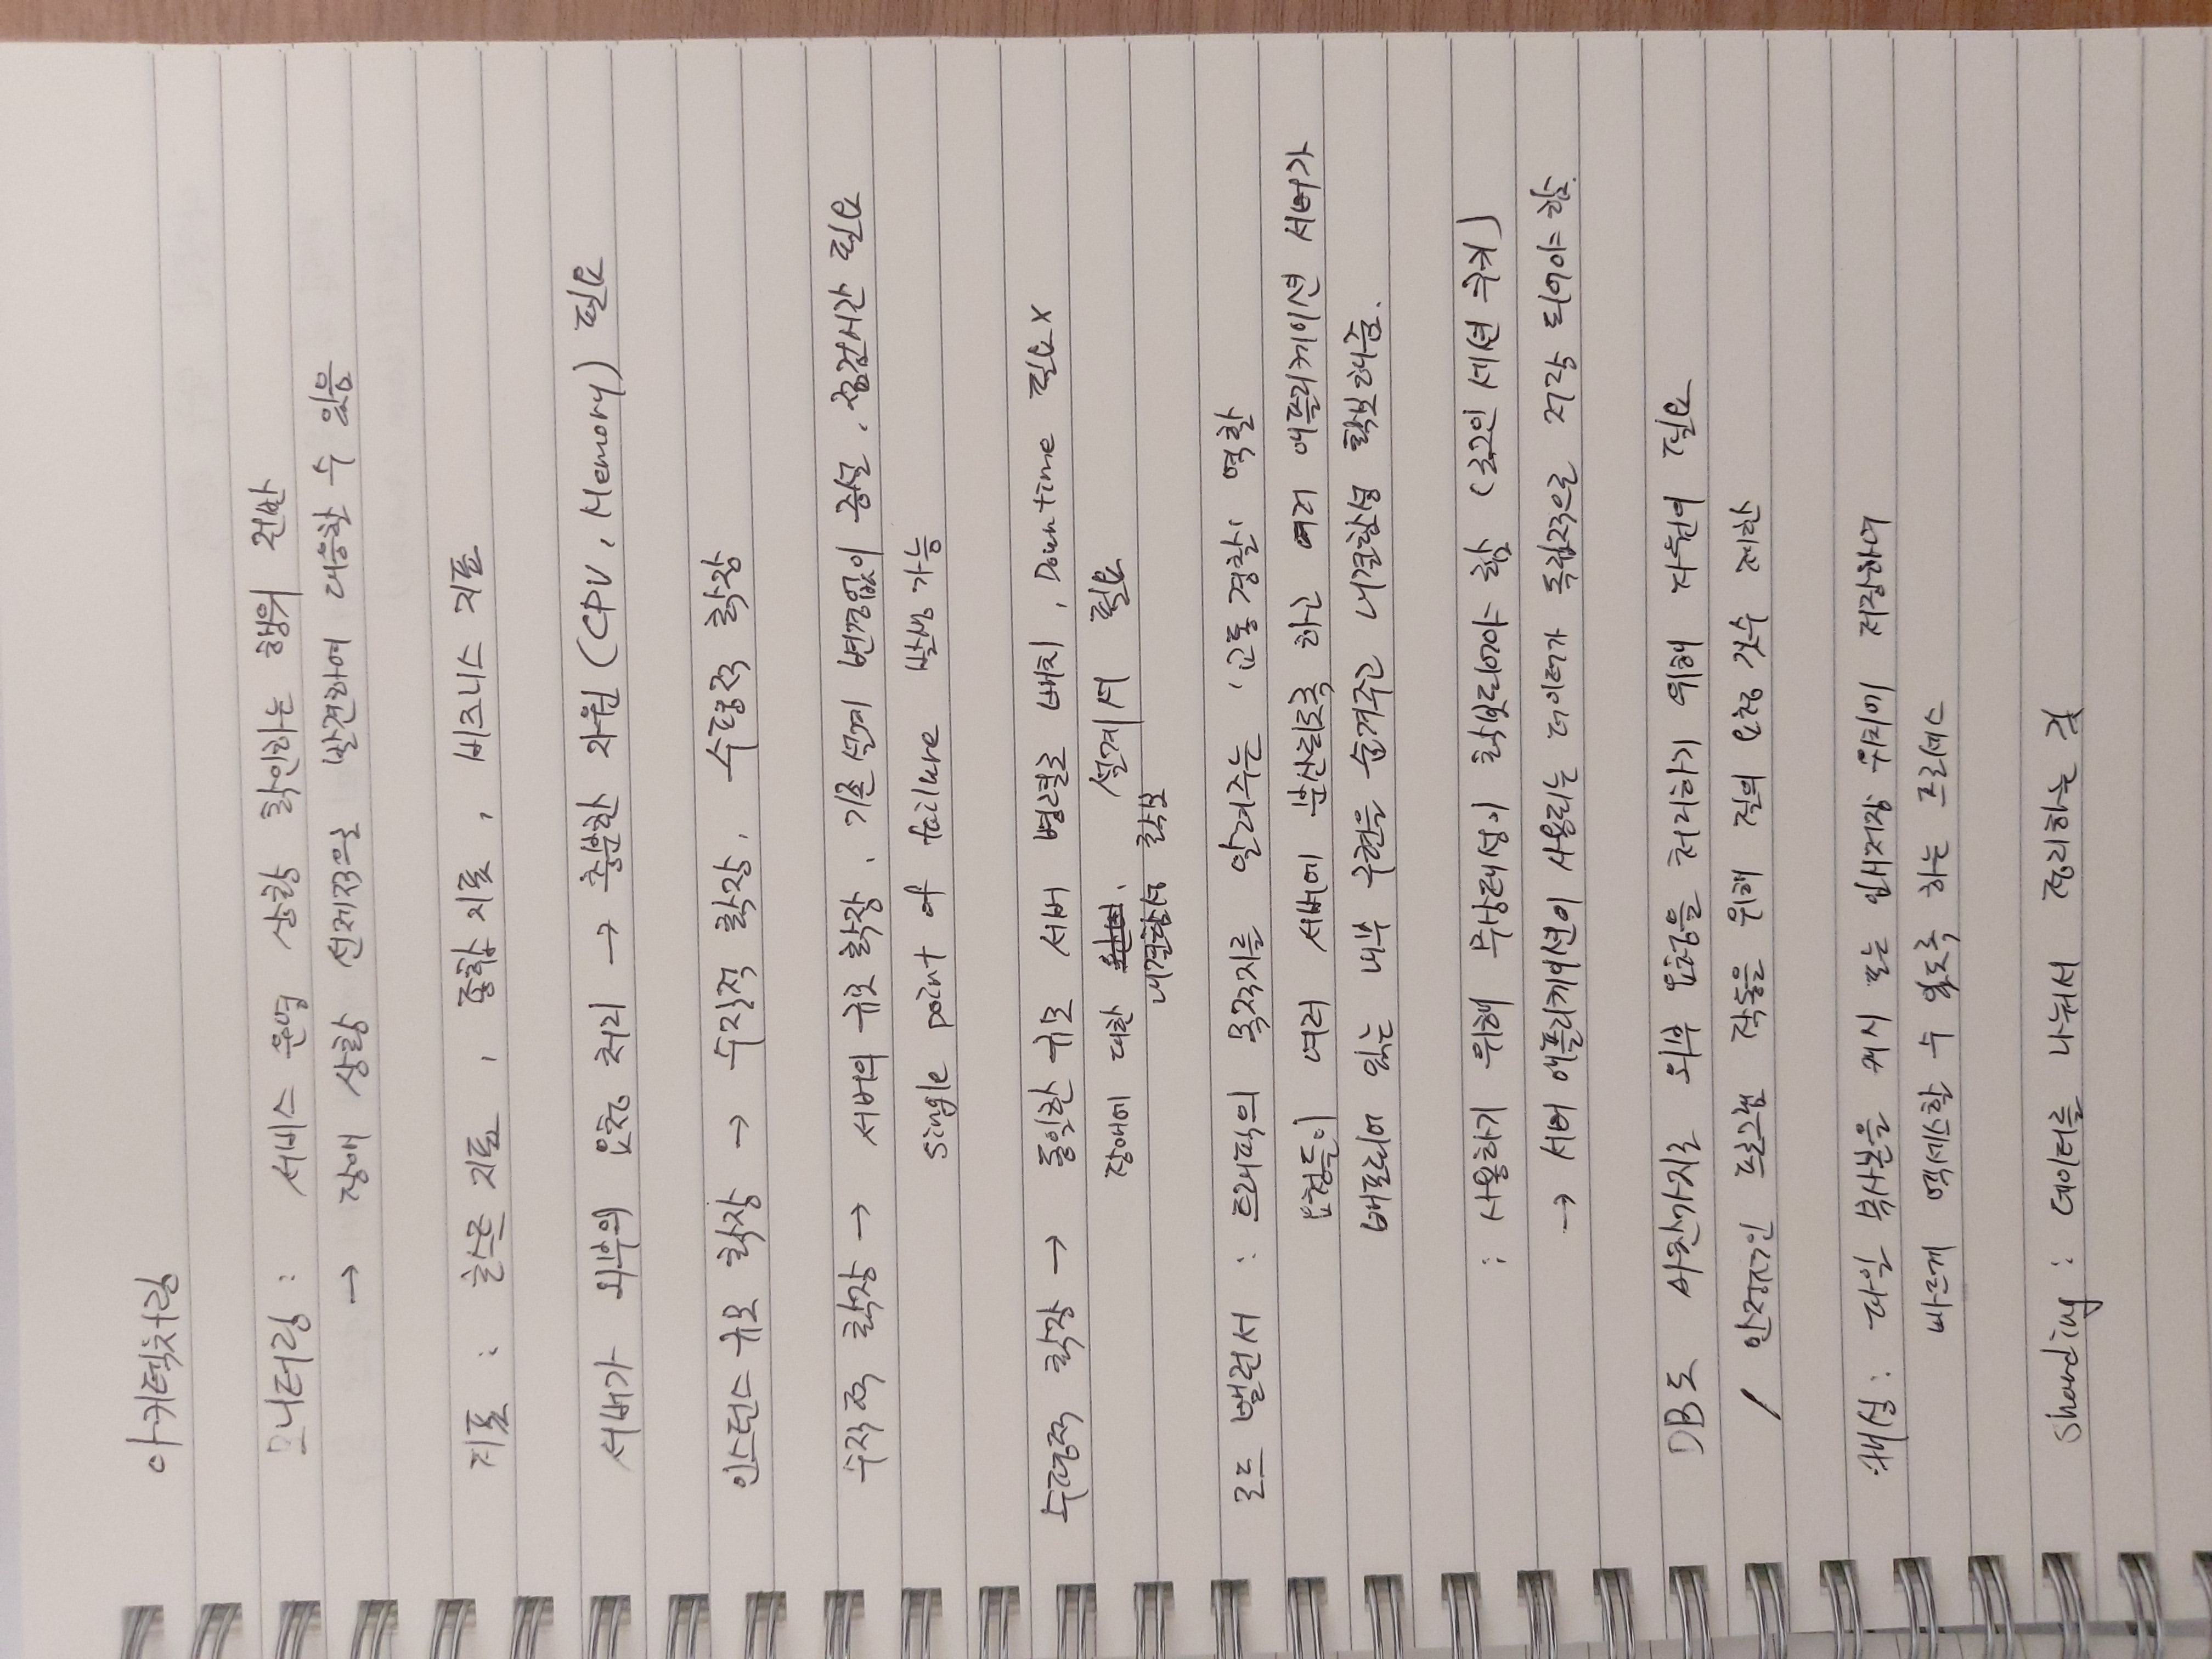 아키텍처링
모니터링 : 서비스 운영 상황 확인하는 행위 전반
→ 장애 상황 선제적으로 발견하여 대응할 수 있음
지표 : 호스트 지표 , 종합 지표 , 비즈니스 지표
서버가 외부의 요청 처리 → 충분한 자원 (CPU , Memory) 필요
인스턴스 규모 확장 → 수직적 확장, 수평적 확장
수직적 확장 → 서버의 규모 확장 , 기존 설계 변경없이 증설 , 점검시간 필요
single point of failure 발생 가능
수평적 확장 → 동일한 규모 서버 병렬로 배치 , Downtime 필요 X
장애에 대한 , 설계시 필요
내결함성 확보
로드 밸런서 : 트래픽의 목적지를 알려주는 '교통 경찰' 역할
요청들이 여러 서버에 분산되도록 하고 여러 애플리케이션 서버가
배포되어 있는 내부 구현을 숨겨주고 내결함성 확보해줌.
: 사용하기 위해 무상태성이 확보되어야 함 (로그인 세션 쿠키)
→ 서버 애플리케이션이 사용되는 데이터가 독립적으로 저장 되어야 함.
DB도 마찬가지로 외부 요청을 처리하기 위해 자원이 필요
/ 안정적인 프로그램 작동을 위해 질의 요청 갯수 제한
캐싱 : 파일 복사본을 캐시 또는 임시저장 위치에 저장하여
빠르게 엑세스할 수 있도록 하는 프로세스
Sharding : 데이터를 나눠서 정리하는 것